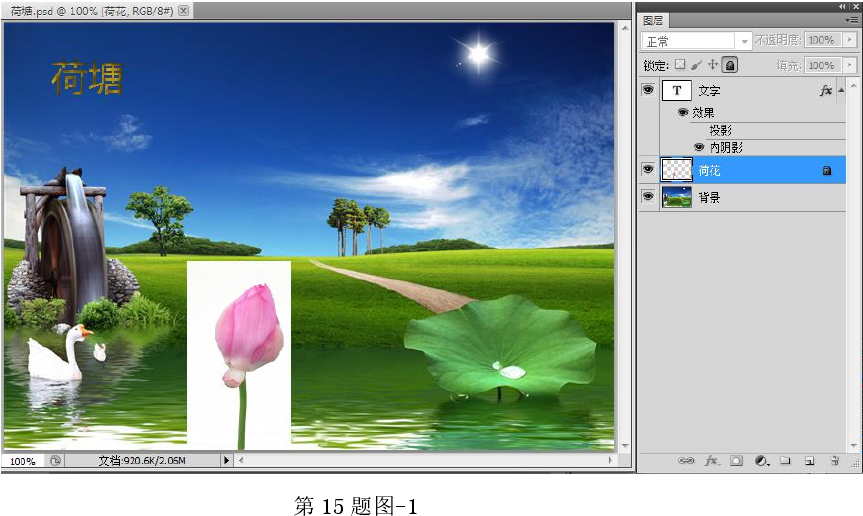 荷塘.psd @ 100% (荷花, RGB/8#)
荷塘
100%
文档:920.6K/2.06M
图层
正常
不透明度: 100%
锁定:
填充: 100%
T 文字 fx
效果
投影
内阴影
荷花
背景
fx
第 15 题图-1